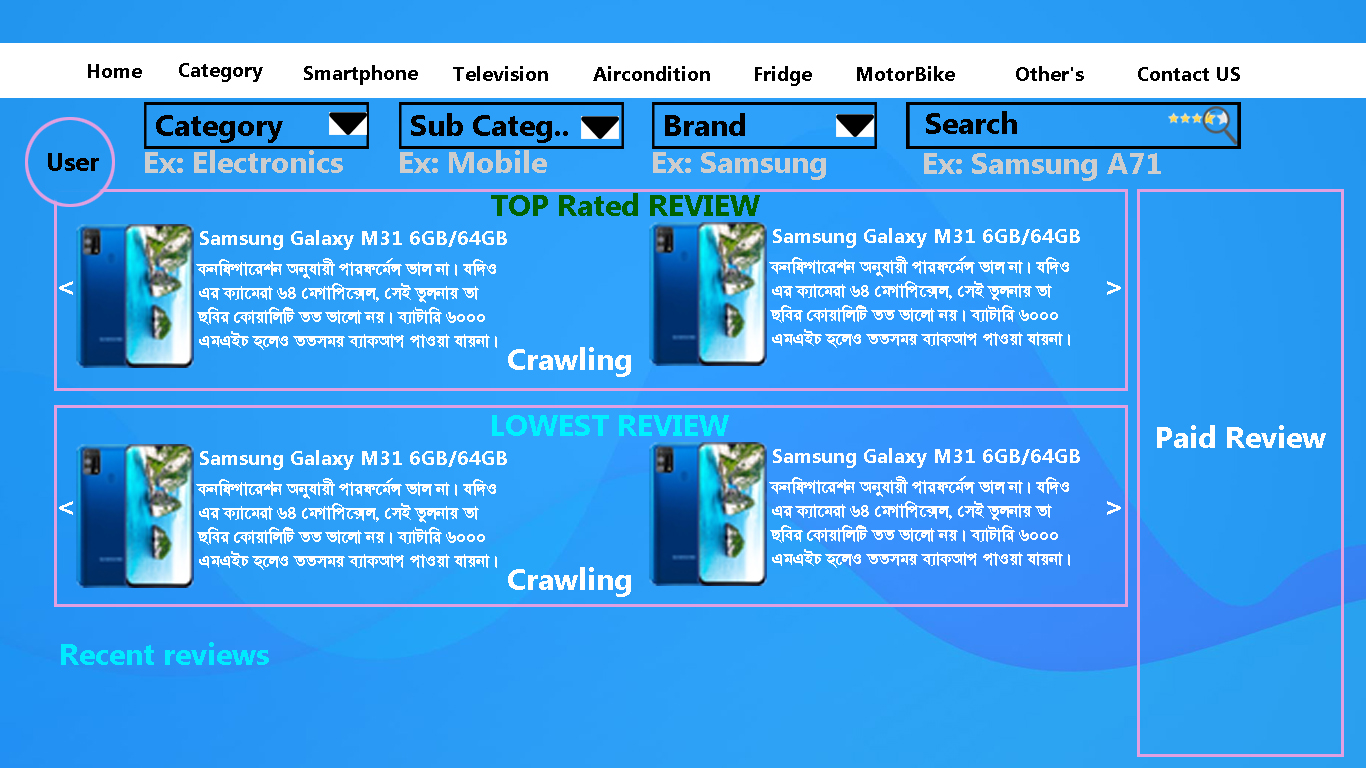 Home Category Smartphone Television Aircondition Fridge MotorBike Other's Contact US
Category Sub Categ.. Brand Search
User
Ex: Electronics Ex: Mobile Ex: Samsung Ex: Samsung A71
TOP Rated REVIEW
Samsung Galaxy M31 6GB/64GB
কনফিগারেশন অনুযায়ী পারফর্মেন্স ভাল না। যদিও
এর ক্যামেরা ৬৪ মেগাপিক্সেল, সেই তুলনায় তা
ছবির কোয়ালিটি তত ভালো নয়। ব্যাটারি ৬০০০
এমএইচ হলেও ততসময় ব্যাকআপ পাওয়া যায়না।
<
Crawling
Samsung Galaxy M31 6GB/64GB
কনফিগারেশন অনুযায়ী পারফর্মেন্স ভাল না। যদিও
এর ক্যামেরা ৬৪ মেগাপিক্সেল, সেই তুলনায় তা
ছবির কোয়ালিটি তত ভালো নয়। ব্যাটারি ৬০০০
এমএইচ হলেও ততসময় ব্যাকআপ পাওয়া যায়না।
>
LOWEST REVIEW
Samsung Galaxy M31 6GB/64GB
কনফিগারেশন অনুযায়ী পারফর্মেন্স ভাল না। যদিও
এর ক্যামেরা ৬৪ মেগাপিক্সেল, সেই তুলনায় তা
ছবির কোয়ালিটি তত ভালো নয়। ব্যাটারি ৬০০০
এমএইচ হলেও ততসময় ব্যাকআপ পাওয়া যায়না।
<
Crawling
Samsung Galaxy M31 6GB/64GB
কনফিগারেশন অনুযায়ী পারফর্মেন্স ভাল না। যদিও
এর ক্যামেরা ৬৪ মেগাপিক্সেল, সেই তুলনায় তা
ছবির কোয়ালিটি তত ভালো নয়। ব্যাটারি ৬০০০
এমএইচ হলেও ততসময় ব্যাকআপ পাওয়া যায়না।
>
Paid Review
Recent reviews